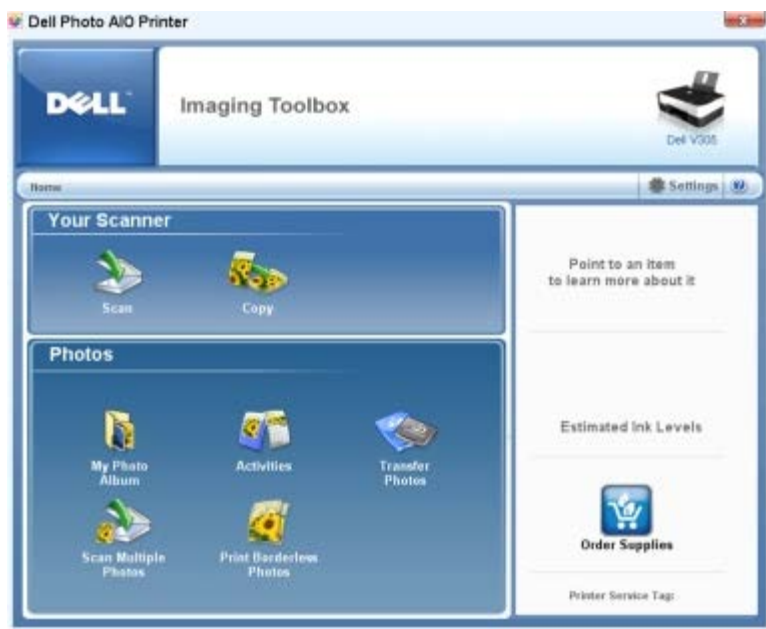 Dell Photo AIO Printer
DELL
Imaging Toolbox
Dell V305
Home
Settings
?
Your Scanner
Scan
Copy
Point to an item
to learn more about it
Photos
My Photo
Album
Activities
Transfer
Photos
Scan Multiple
Photos
Print Borderless
Photos
Estimated Ink Levels
Order Supplies
Printer Service Tag: